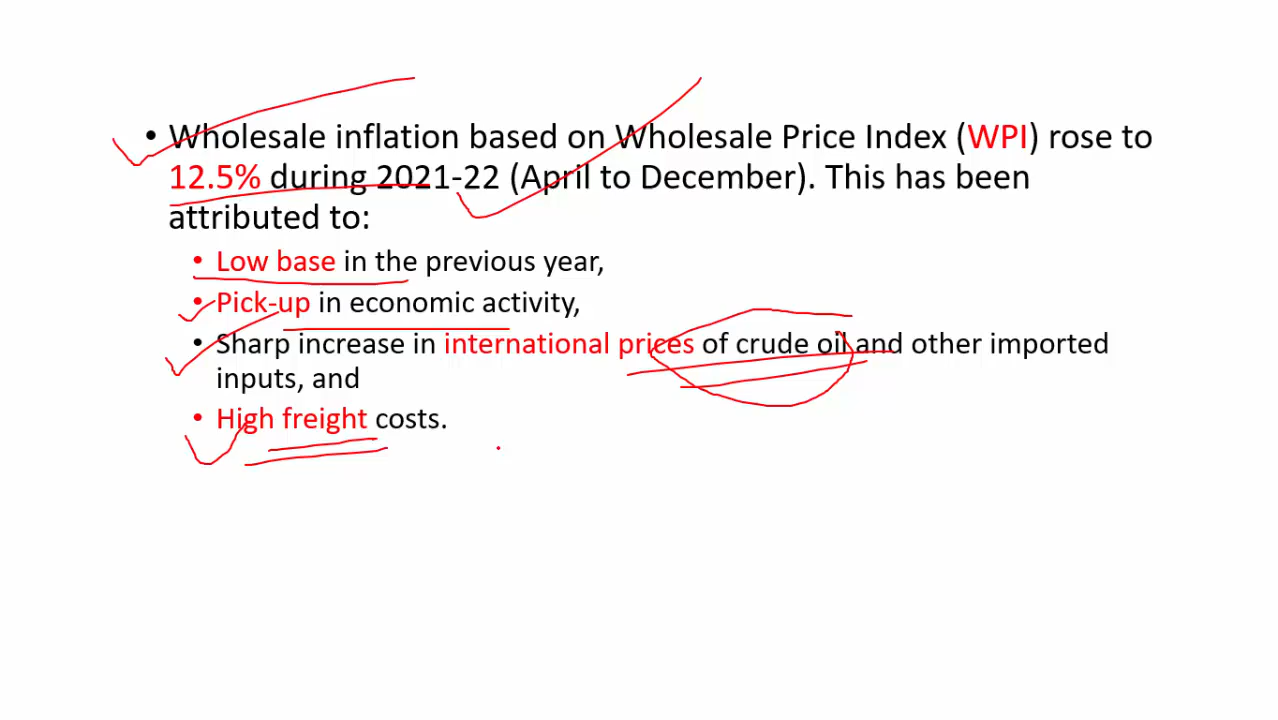 • Wholesale inflation based on Wholesale Price Index (WPI) rose to
12.5% during 2021-22 (April to December). This has been
attributed to:
• Low base in the previous year,
• Pick-up in economic activity,
• Sharp increase in international prices of crude oil and other imported
inputs, and
• High freight costs.